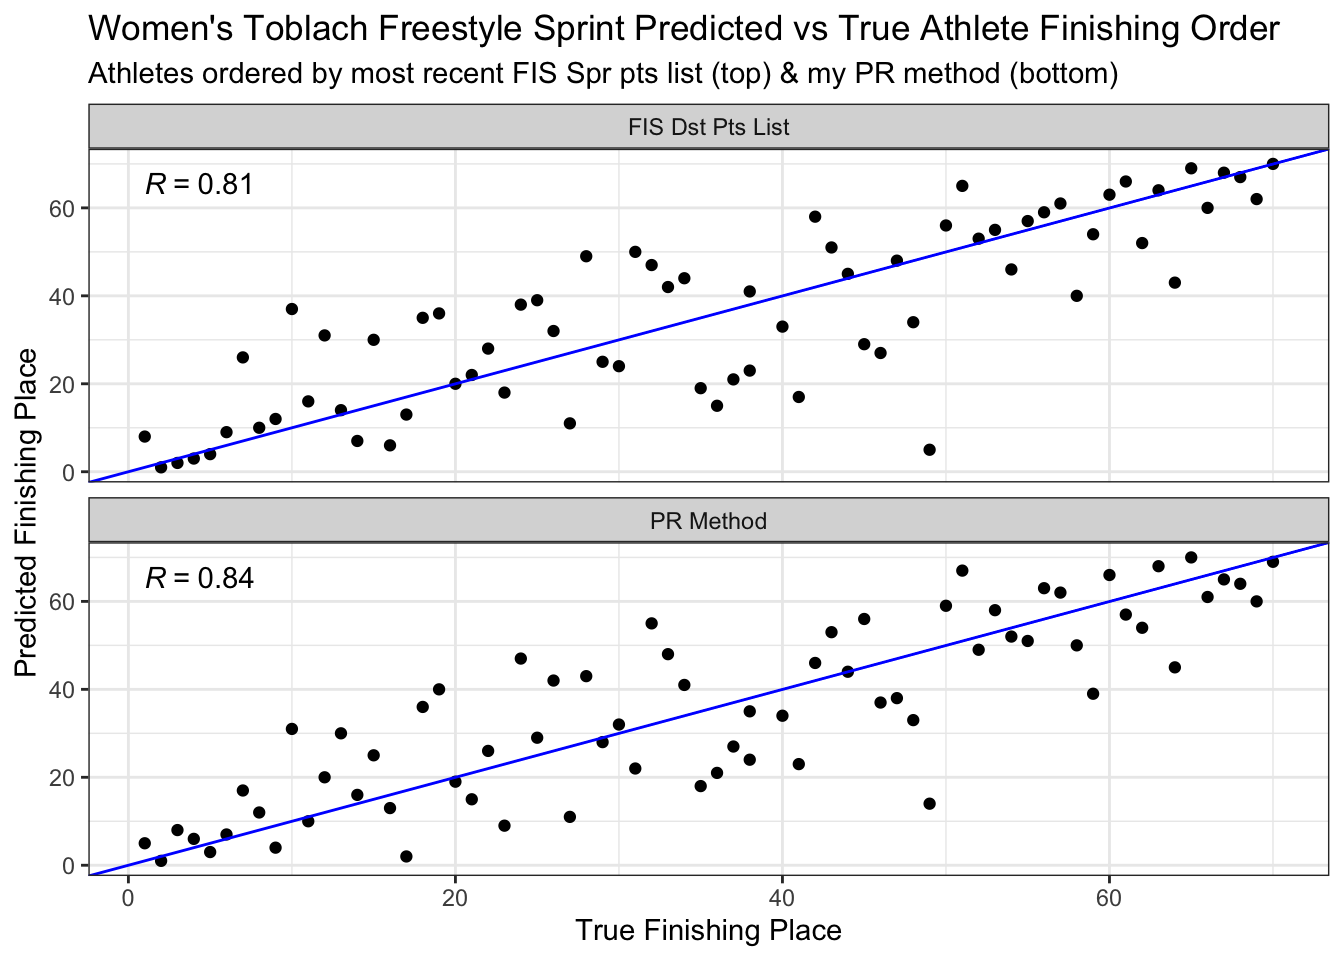 Women's Toblach Freestyle Sprint Predicted vs True Athlete Finishing Order
Athletes ordered by most recent FIS Spr pts list (top) & my PR method (bottom)
FIS Dst Pts List
R = 0.81
60
40
20
0
Predicted Finishing Place
PR Method
R = 0.84
60
40
20
0
0 20 40 60
True Finishing Place